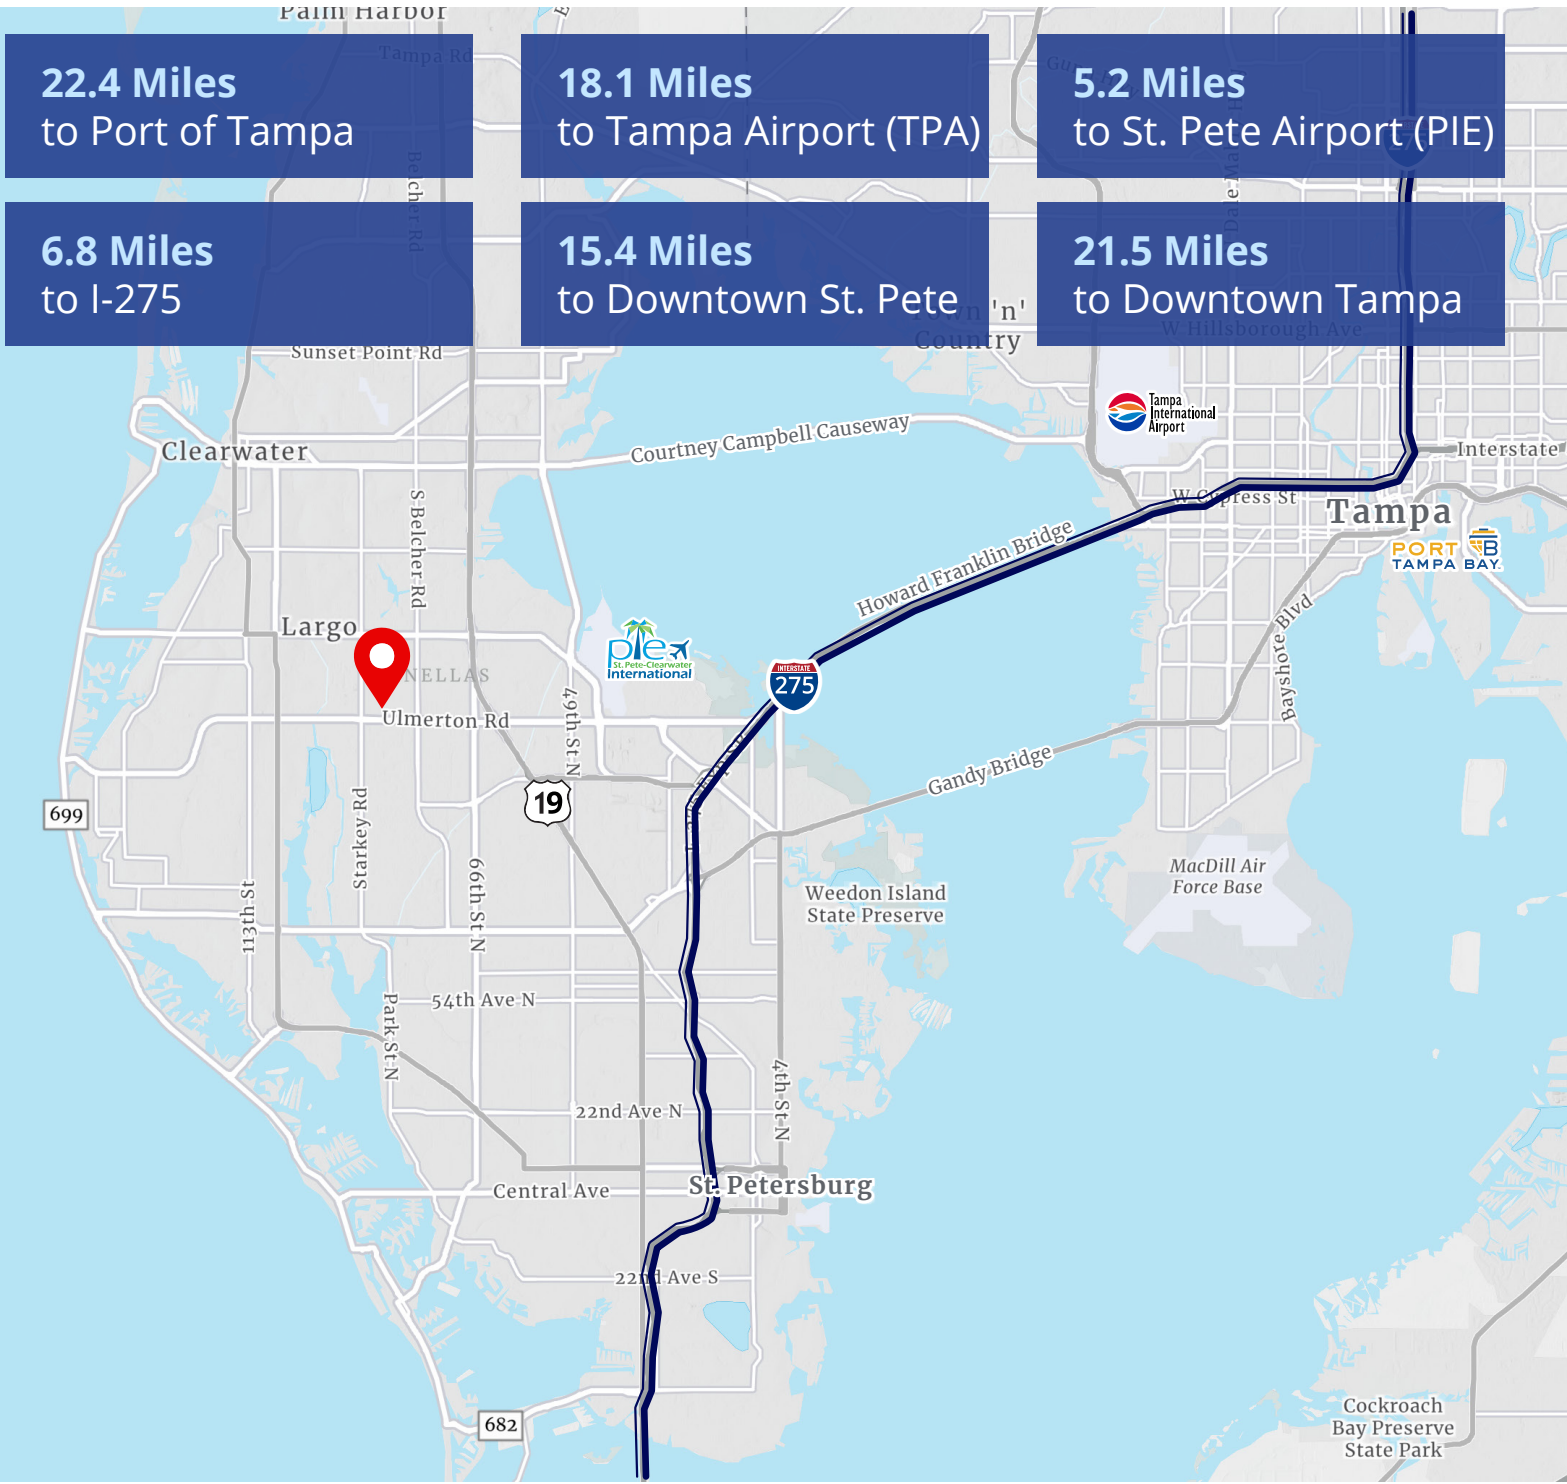 Palm Harbor
Tampa Rd
22.4 Miles
to Port of Tampa
18.1 Miles
to Tampa Airport (TPA)
5.2 Miles
to St. Pete Airport (PIE)
Belcher Rd
6.8 Miles
to I-275
15.4 Miles
to Downtown St. Pete
21.5 Miles
to Downtown Tampa
Town 'n'
Country
W Hillsborough Ave
Sunset Point Rd
Tampa
International
Airport
Clearwater
Courtney Campbell Causeway
Interstate
S Belcher Rd
W Cypress St
Tampa
PORT
TAMPA BAY
Howard Franklin Bridge
Largo
pie
St. Pete-Clearwater
International
NELLAS
INTERSTATE
275
Bayshore Blvd
Ulmerton Rd
49th St N
Gandy Bridge
19
699
Starkey Rd
66th St N
113th St
MacDill Air
Force Base
Weedon Island
State Preserve
54th Ave N
Park St N
4th St N
22nd Ave N
Central Ave
St. Petersburg
22nd Ave S
682
Cockroach
Bay Preserve
State Park